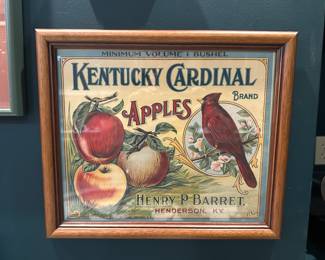 MINIMUM VOLUME 1 BUSHEL
KENTUCKY CARDINAL
BRAND
APPLES
HENRY P. BARRET,
HENDERSON, KY.